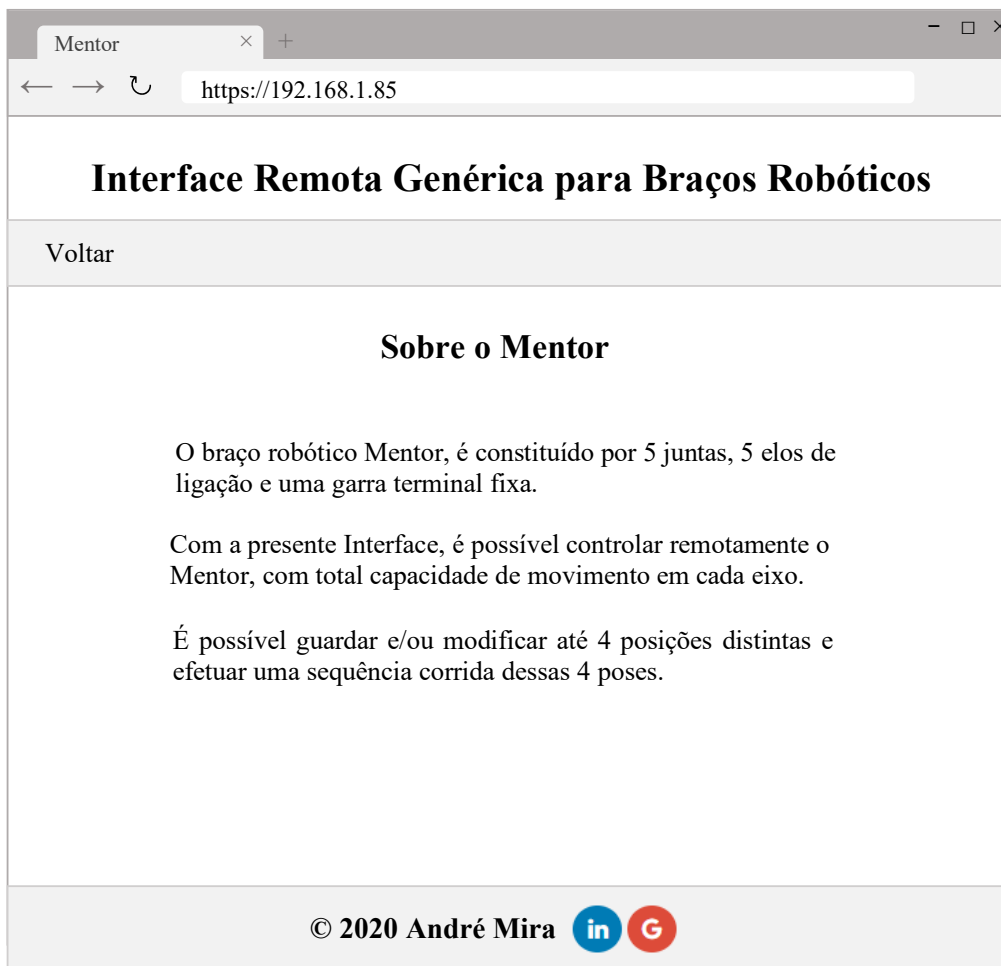 Mentor
https://192.168.1.85
Interface Remota Genérica para Braços Robóticos
Voltar
Sobre o Mentor
O braço robótico Mentor, é constituído por 5 juntas, 5 elos de
ligação e uma garra terminal fixa.
Com a presente Interface, é possível controlar remotamente o
Mentor, com total capacidade de movimento em cada eixo.
É possível guardar e/ou modificar até 4 posições distintas e
efetuar uma sequência corrida dessas 4 poses.
© 2020 André Mira in G